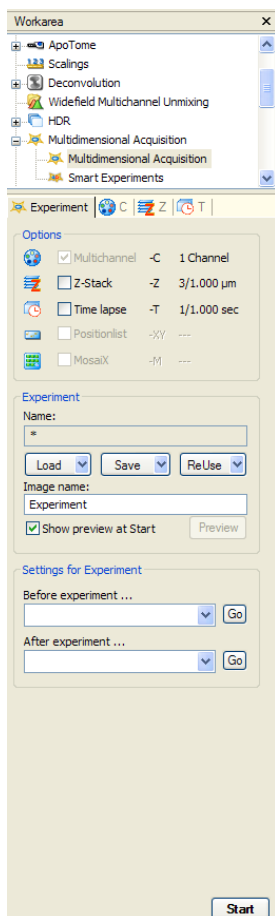 Workarea
ApoTome
Scalings
Deconvolution
Widefield Multichannel Unmixing
HDR
Multidimensional Acquisition
Multidimensional Acquisition
Smart Experiments
Experiment C Z T
Options
Multichannel -C 1 Channel
Z-Stack -Z 3/1.000 µm
Time lapse -T 1/1.000 sec
Positionlist -XY ---
MosaiX -M ---
Experiment
Name:
*
Load Save ReUse
Image name:
Experiment
Show preview at Start Preview
Settings for Experiment
Before experiment ...
Go
After experiment ...
Go
Start